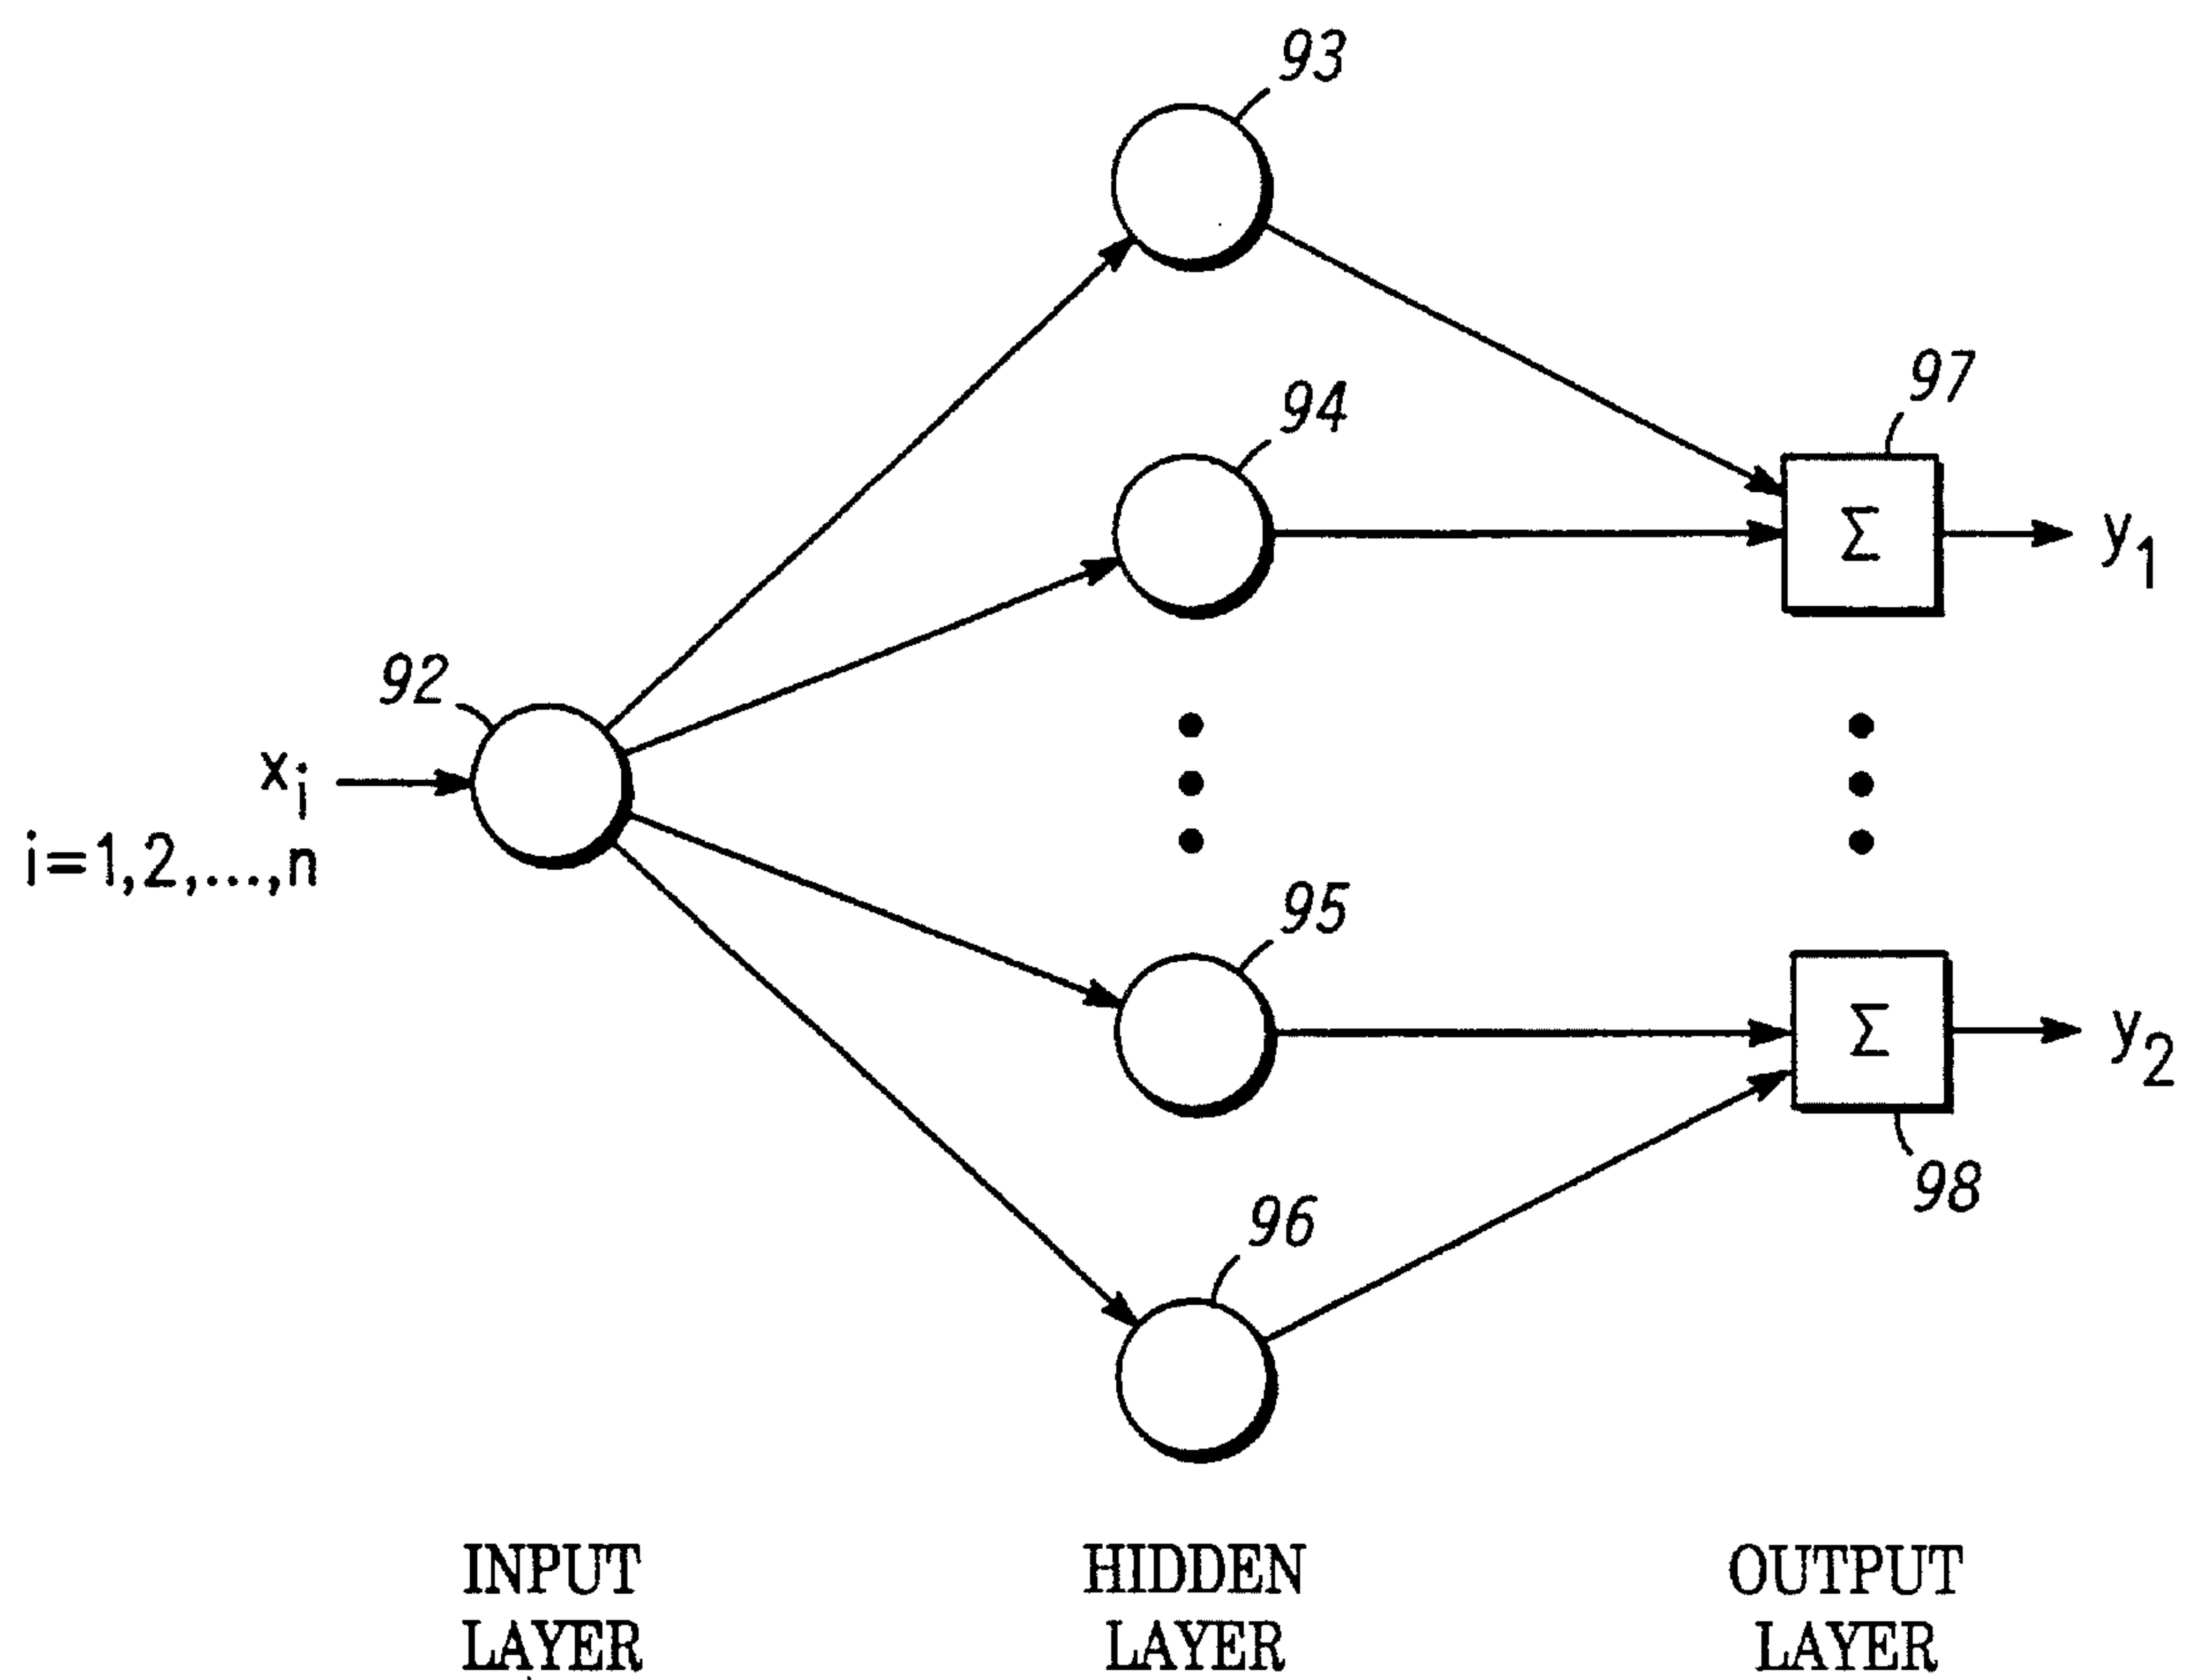 93
94
97
Σ
y1
92
xi
i=1,2,...,n
95
Σ
y2
98
96
INPUT
LAYER
HIDDEN
LAYER
OUTPUT
LAYER